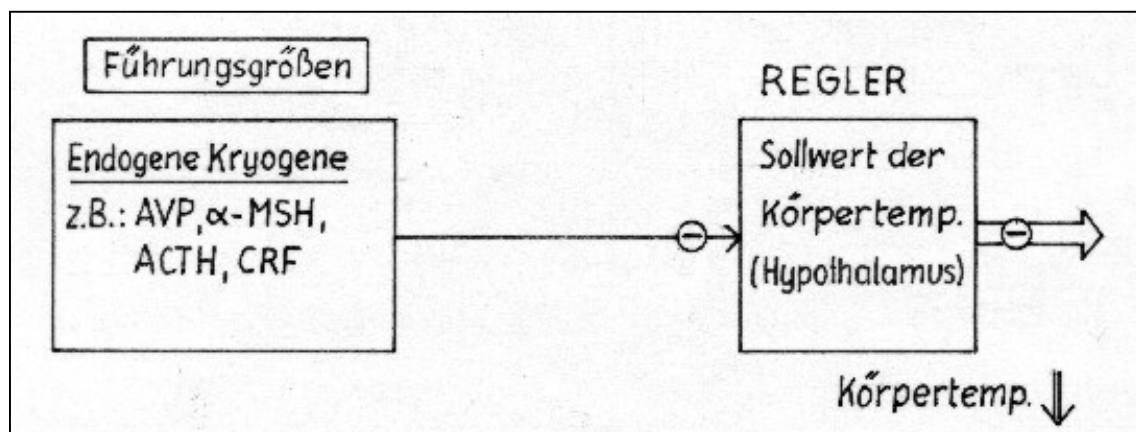 Führungsgrößen
Endogene Kryogene
z.B.: AVP, α-MSH,
ACTH, CRF
⊖
REGLER
Sollwert der
Körpertemp.
(Hypothalamus)
⊖
Körpertemp. ⇓